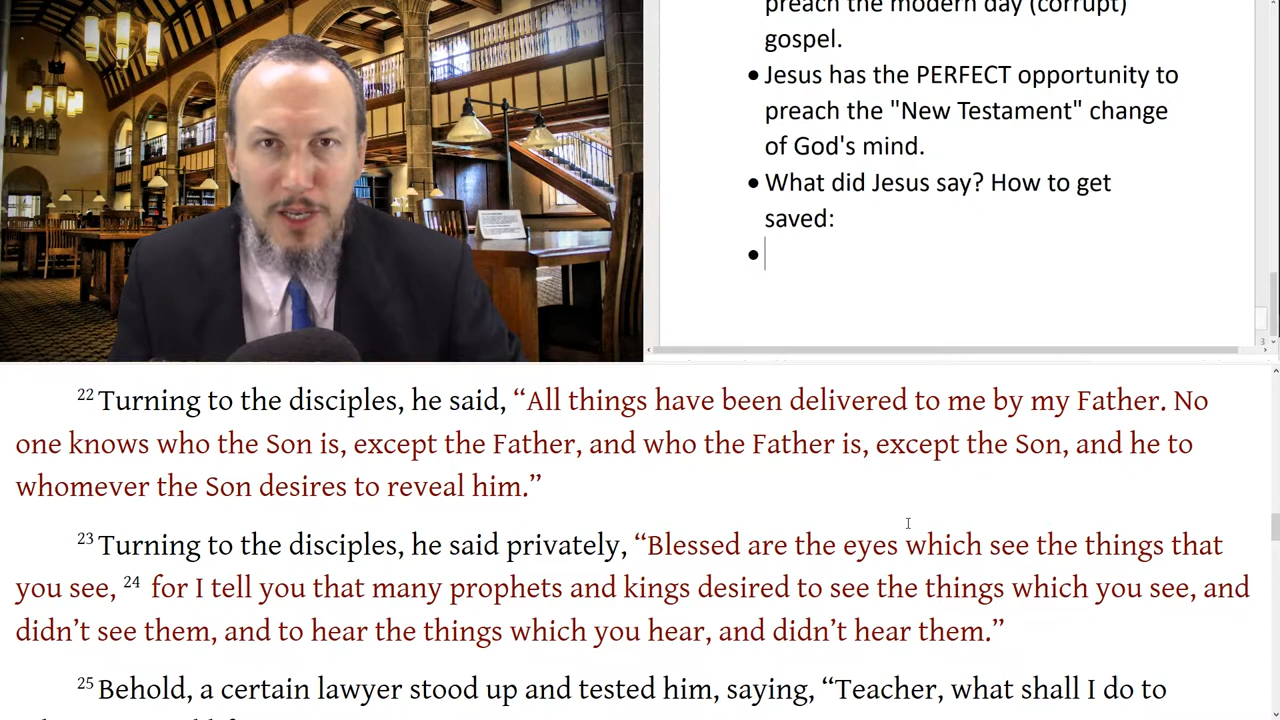 preach the modern day (corrupt)
gospel.
• Jesus has the PERFECT opportunity to
preach the "New Testament" change
of God's mind.
• What did Jesus say? How to get
saved:
•
22 Turning to the disciples, he said, “All things have been delivered to me by my Father. No
one knows who the Son is, except the Father, and who the Father is, except the Son, and he to
whomever the Son desires to reveal him.”
23 Turning to the disciples, he said privately, “Blessed are the eyes which see the things that
you see, 24 for I tell you that many prophets and kings desired to see the things which you see, and
didn’t see them, and to hear the things which you hear, and didn’t hear them.”
25 Behold, a certain lawyer stood up and tested him, saying, “Teacher, what shall I do to